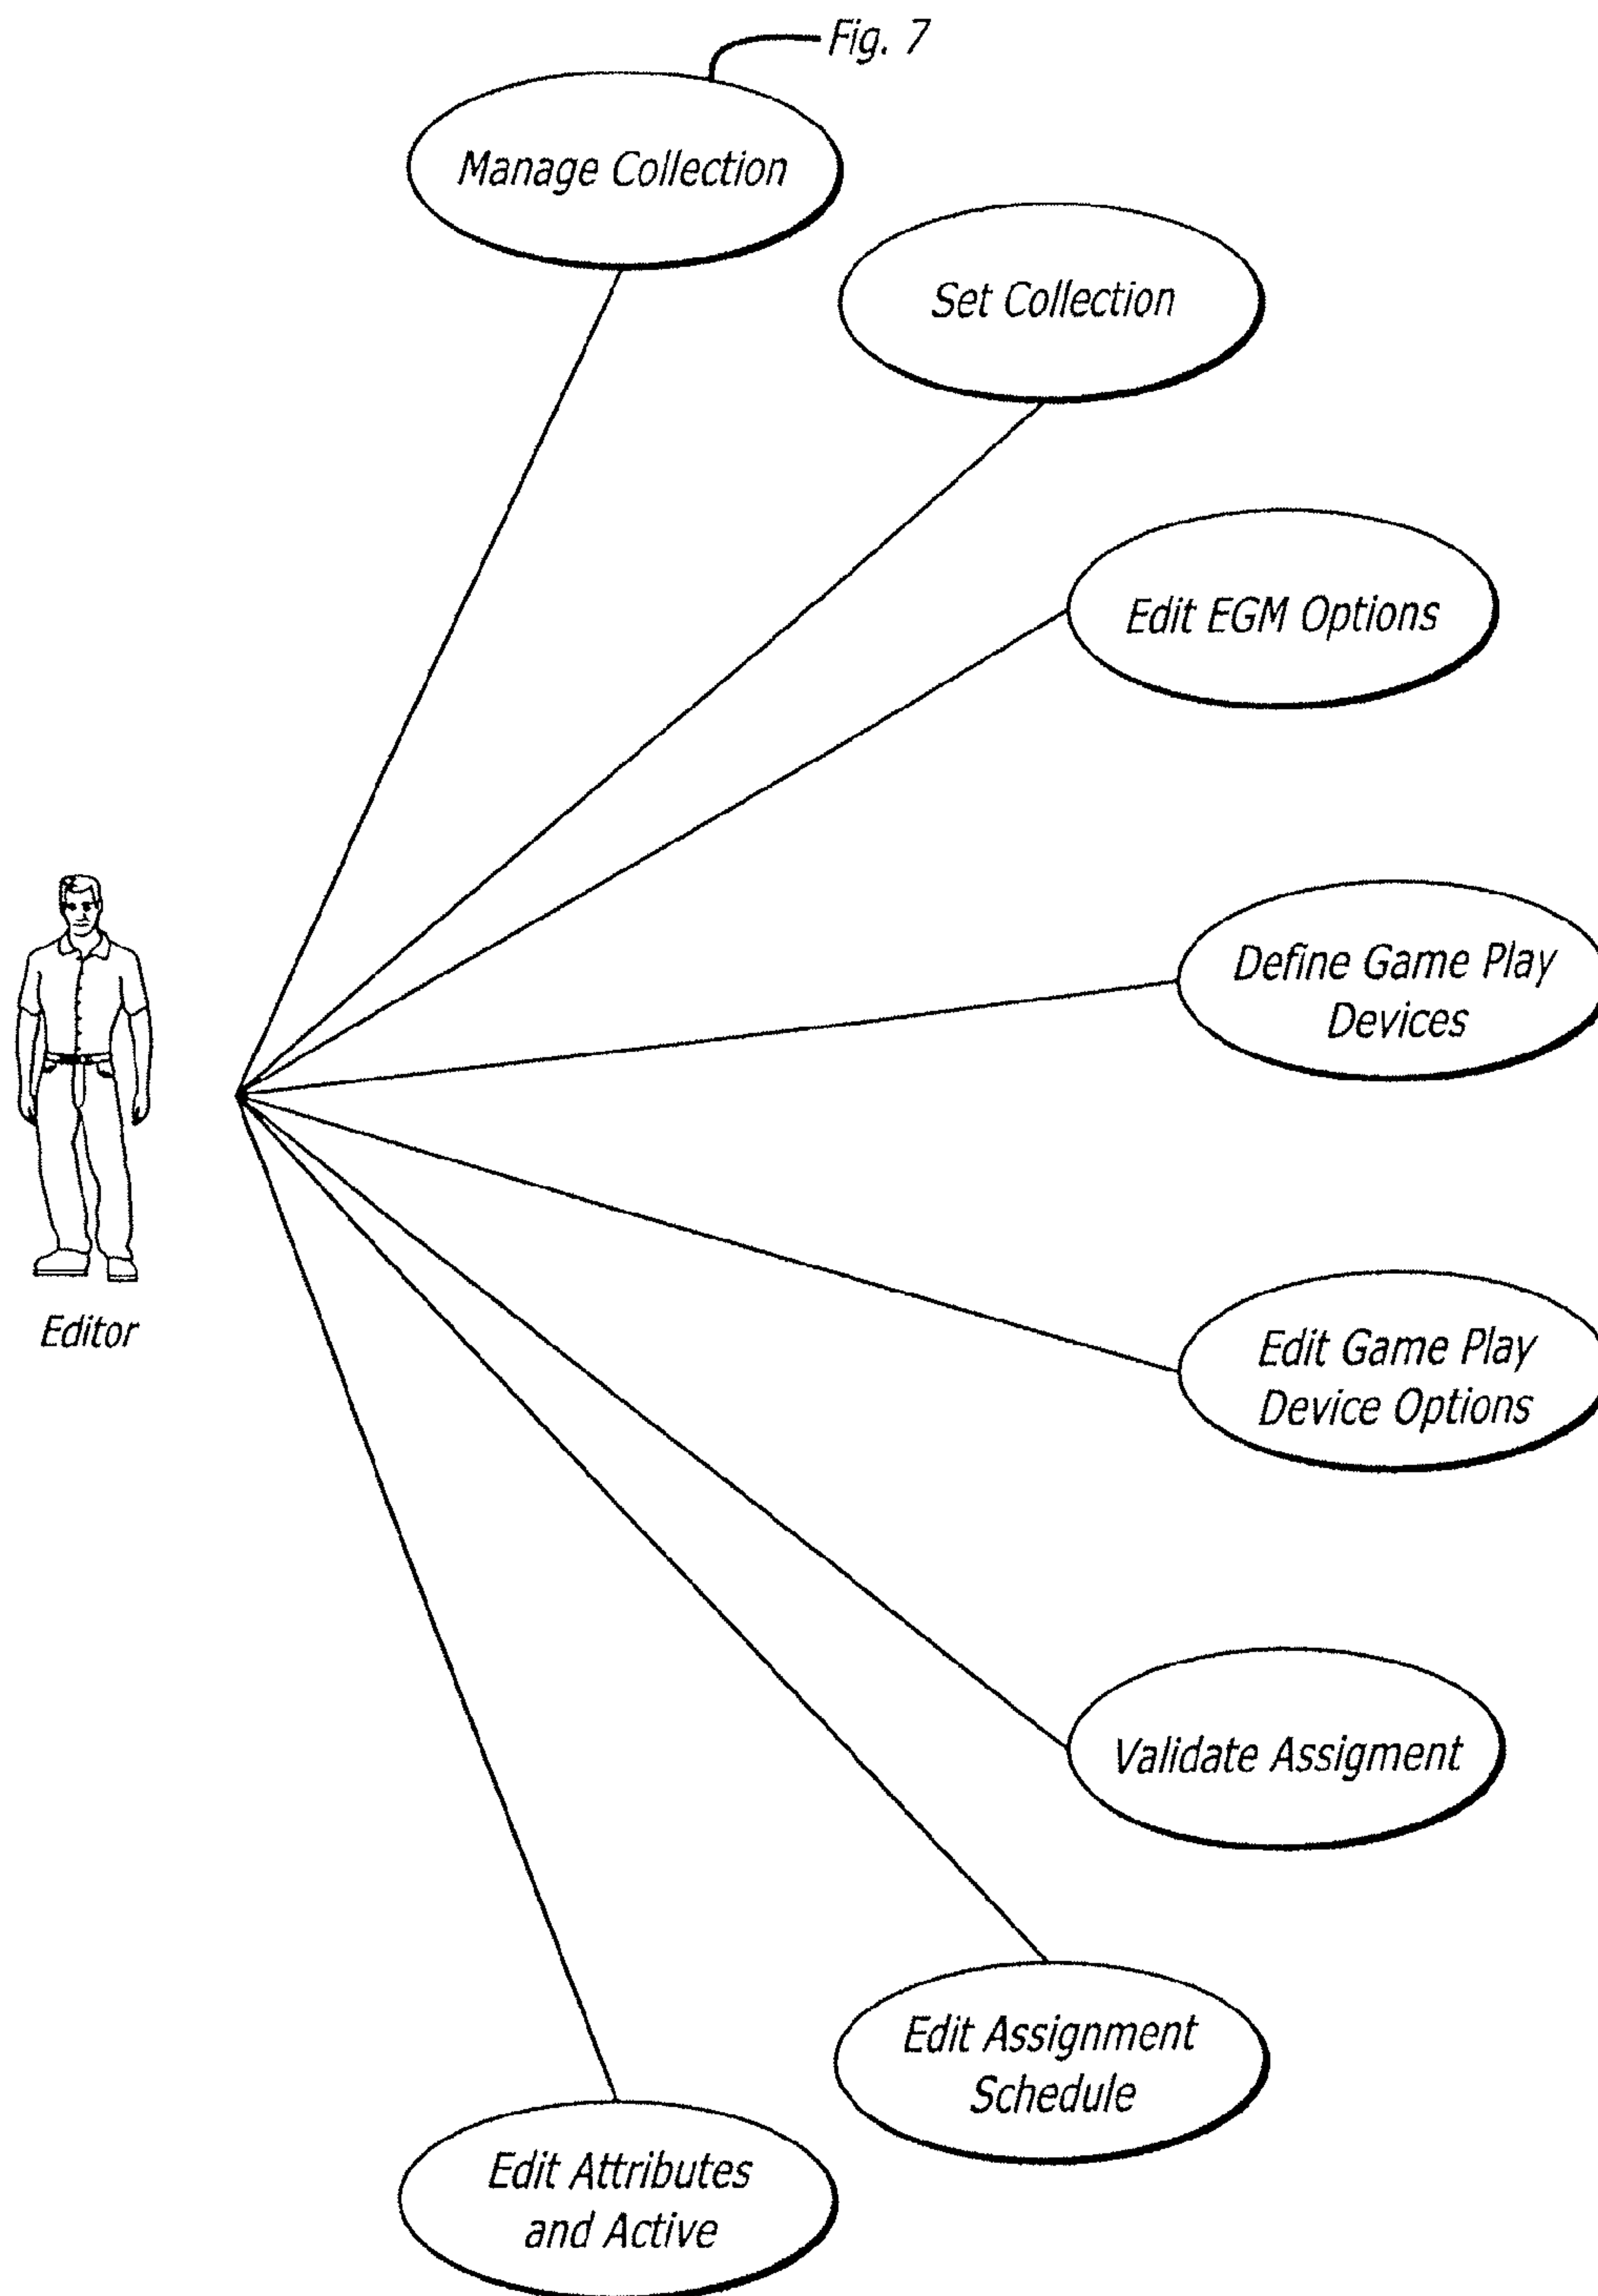 Fig. 7
Manage Collection
Set Collection
Edit EGM Options
Define Game Play
Devices
Editor
Edit Game Play
Device Options
Validate Assigment
Edit Assignment
Schedule
Edit Attributes
and Active